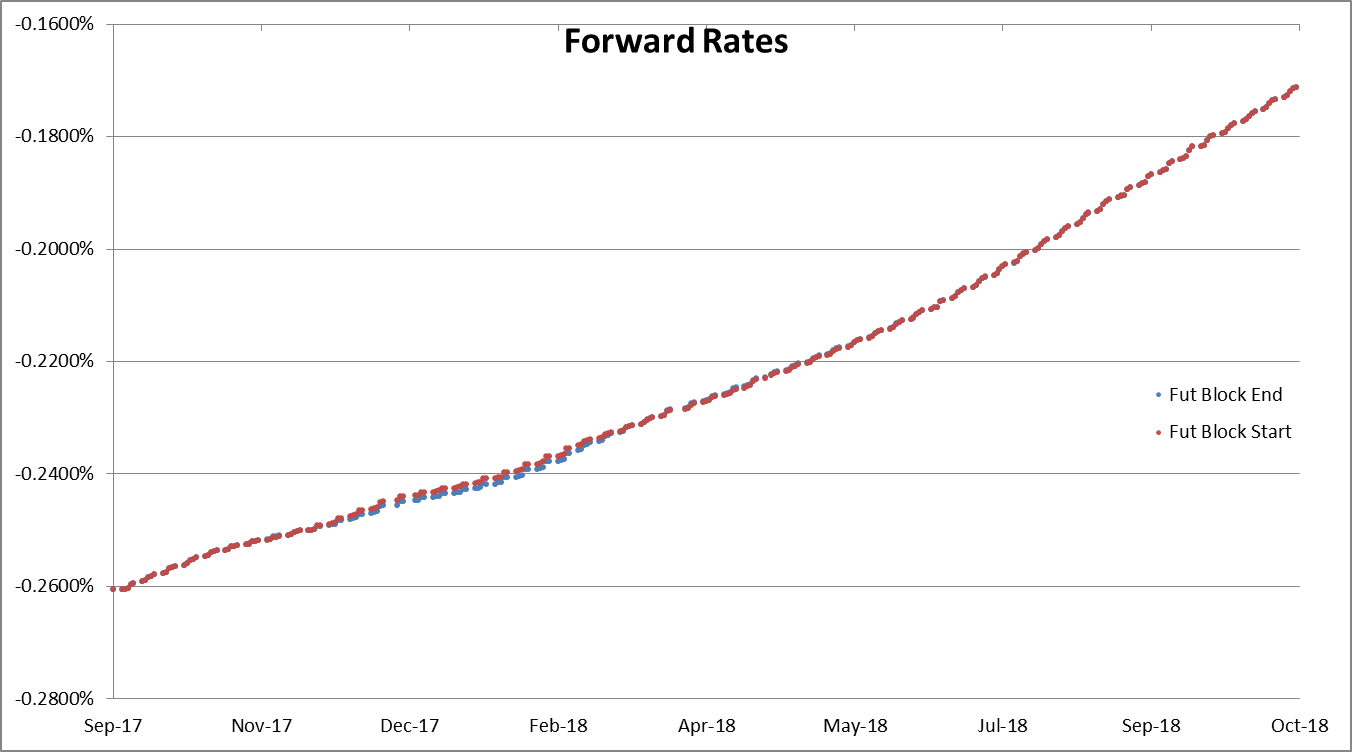 Forward Rates
-0.1600%
-0.1800%
-0.2000%
-0.2200%
-0.2400%
-0.2600%
-0.2800%
Fut Block End
Fut Block Start
Sep-17 Nov-17 Dec-17 Feb-18 Apr-18 May-18 Jul-18 Sep-18 Oct-18